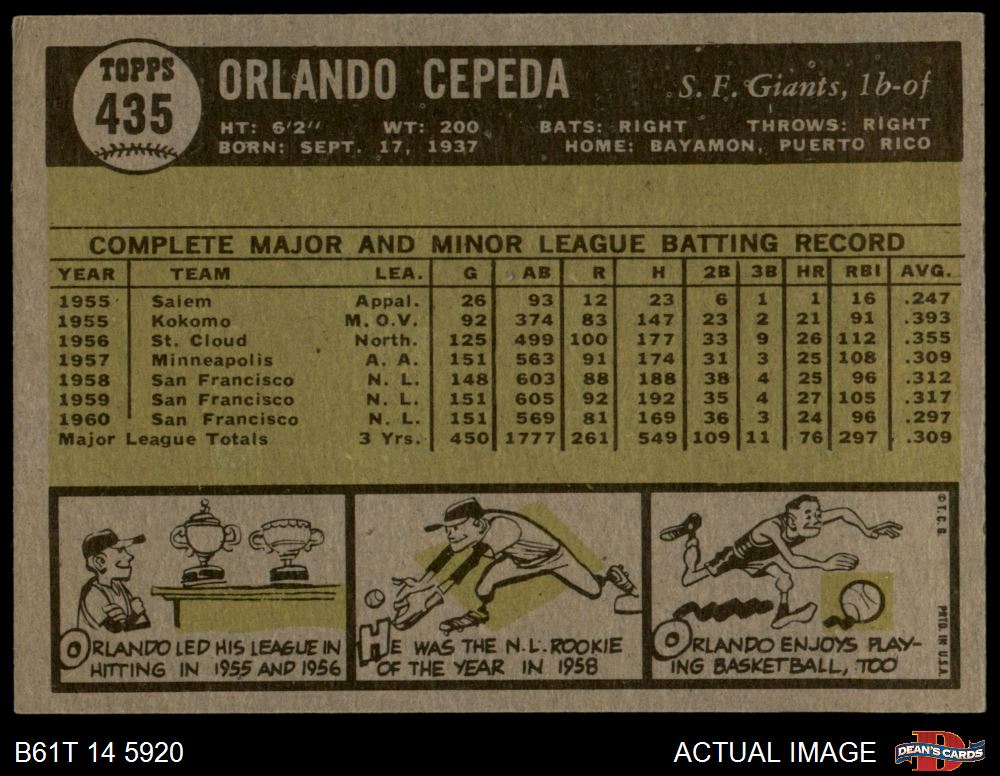 TOPPS
435
ORLANDO CEPEDA
S. F. Giants, 1b-of
HT: 6'2" WT: 200 BATS: RIGHT THROWS: RIGHT
BORN: SEPT. 17, 1937 HOME: BAYAMON, PUERTO RICO
COMPLETE MAJOR AND MINOR LEAGUE BATTING RECORD
YEAR TEAM LEA. G AB R H 2B 3B HR RBI AVG.
1955 Salem Appal. 26 93 12 23 6 1 1 16 .247
1955 Kokomo M. O. V. 92 374 83 147 23 2 21 91 .393
1956 St. Cloud North. 125 499 100 177 33 9 26 112 .355
1957 Minneapolis A. A. 151 563 91 174 31 3 25 108 .309
1958 San Francisco N. L. 148 603 88 188 38 4 25 96 .312
1959 San Francisco N. L. 151 605 92 192 35 4 27 105 .317
1960 San Francisco N. L. 151 569 81 169 36 3 24 96 .297
Major League Totals 3 Yrs. 450 1777 261 549 109 11 76 297 .309
ORLANDO LED HIS LEAGUE IN
HITTING IN 1955 AND 1956
HE WAS THE N.L. ROOKIE
OF THE YEAR IN 1958
ORLANDO ENJOYS PLAY-
ING BASKETBALL, TOO
© T. C. G.
PRTD. IN U.S.A.
B61T 14 5920
ACTUAL IMAGE
DEAN'S CARDS